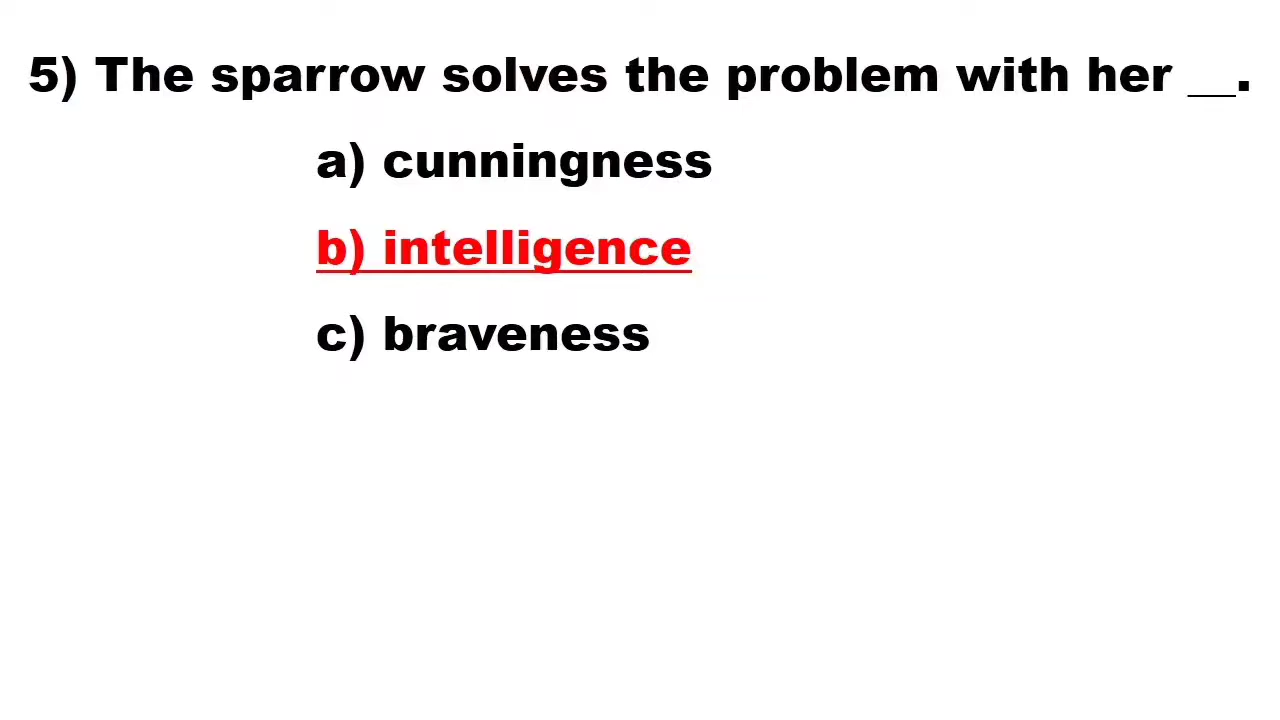 5) The sparrow solves the problem with her __.
a) cunningness
b) intelligence
c) braveness